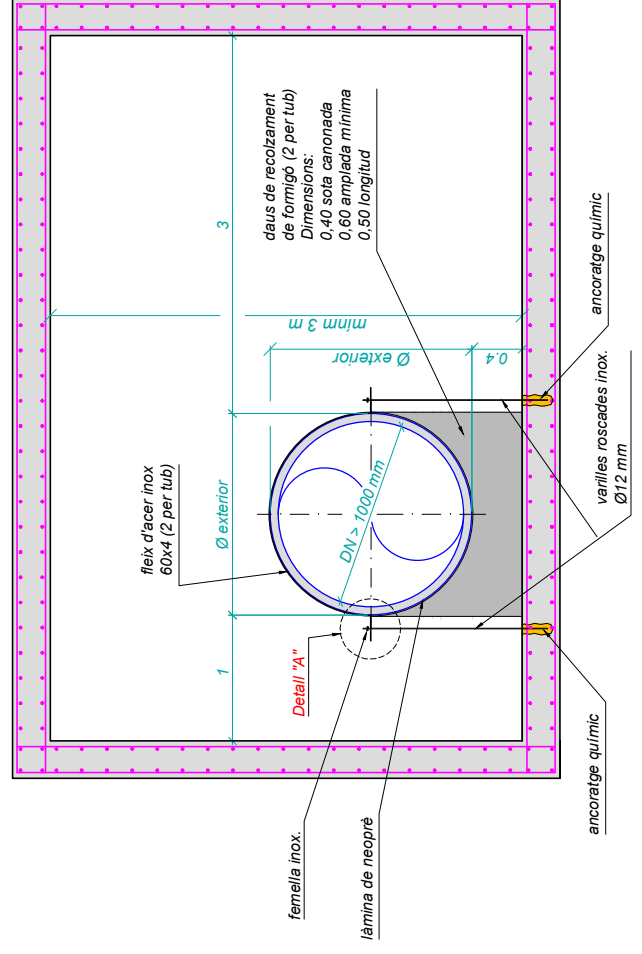 3
daus de recolzament
de formigó (2 per tub)
Dimensions:
0,40 sota canonada
0,60 amplada mínima
0,50 longitud
mínm 3 m
Ø exterior
0.4
ancoratge químic
fleix d'acer inox
60x4 (2 per tub)
Ø exterior
DN > 1000 mm
varilles roscades inox.
Ø12 mm
1
Detall "A"
femella inox.
làmina de neoprè
ancoratge químic